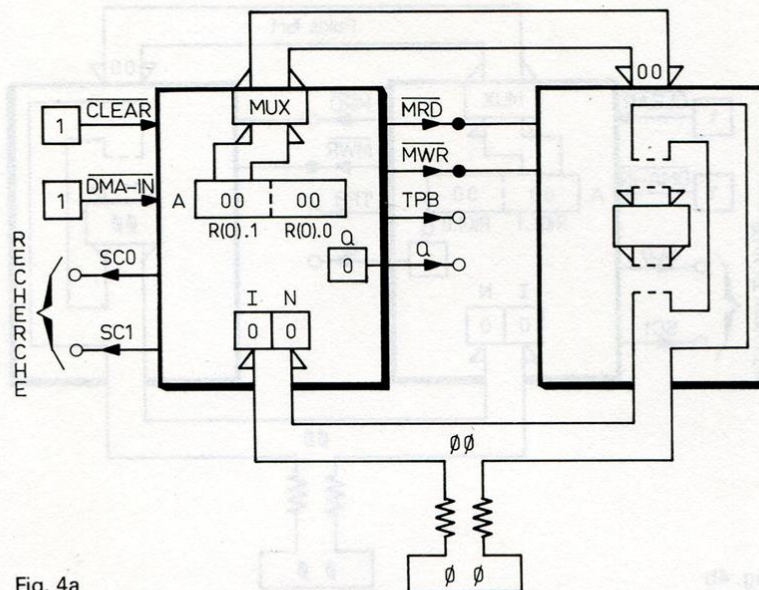 00
MUX
1 CLEAR
MRD
MWR
1 DMA-IN
A 00 00
R(0).1 R(0).0
TPB
Q
0
Q
RECHERCHE
SC0
SC1
I N
0 0
ØØ
Ø Ø
Fig. 4a